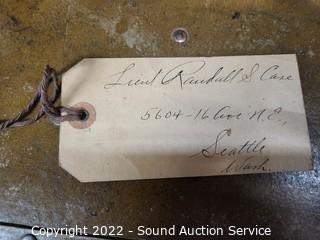 Lieut Randall S. Case
5604-16 Ave N.E.,
Seattle
Wash.
Copyright 2022 - Sound Auction Service